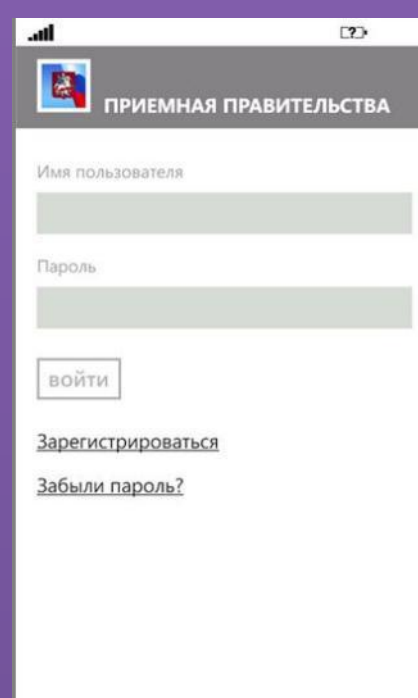 ПРИЕМНАЯ ПРАВИТЕЛЬСТВА
Имя пользователя
Пароль
войти
Зарегистрироваться
Забыли пароль?